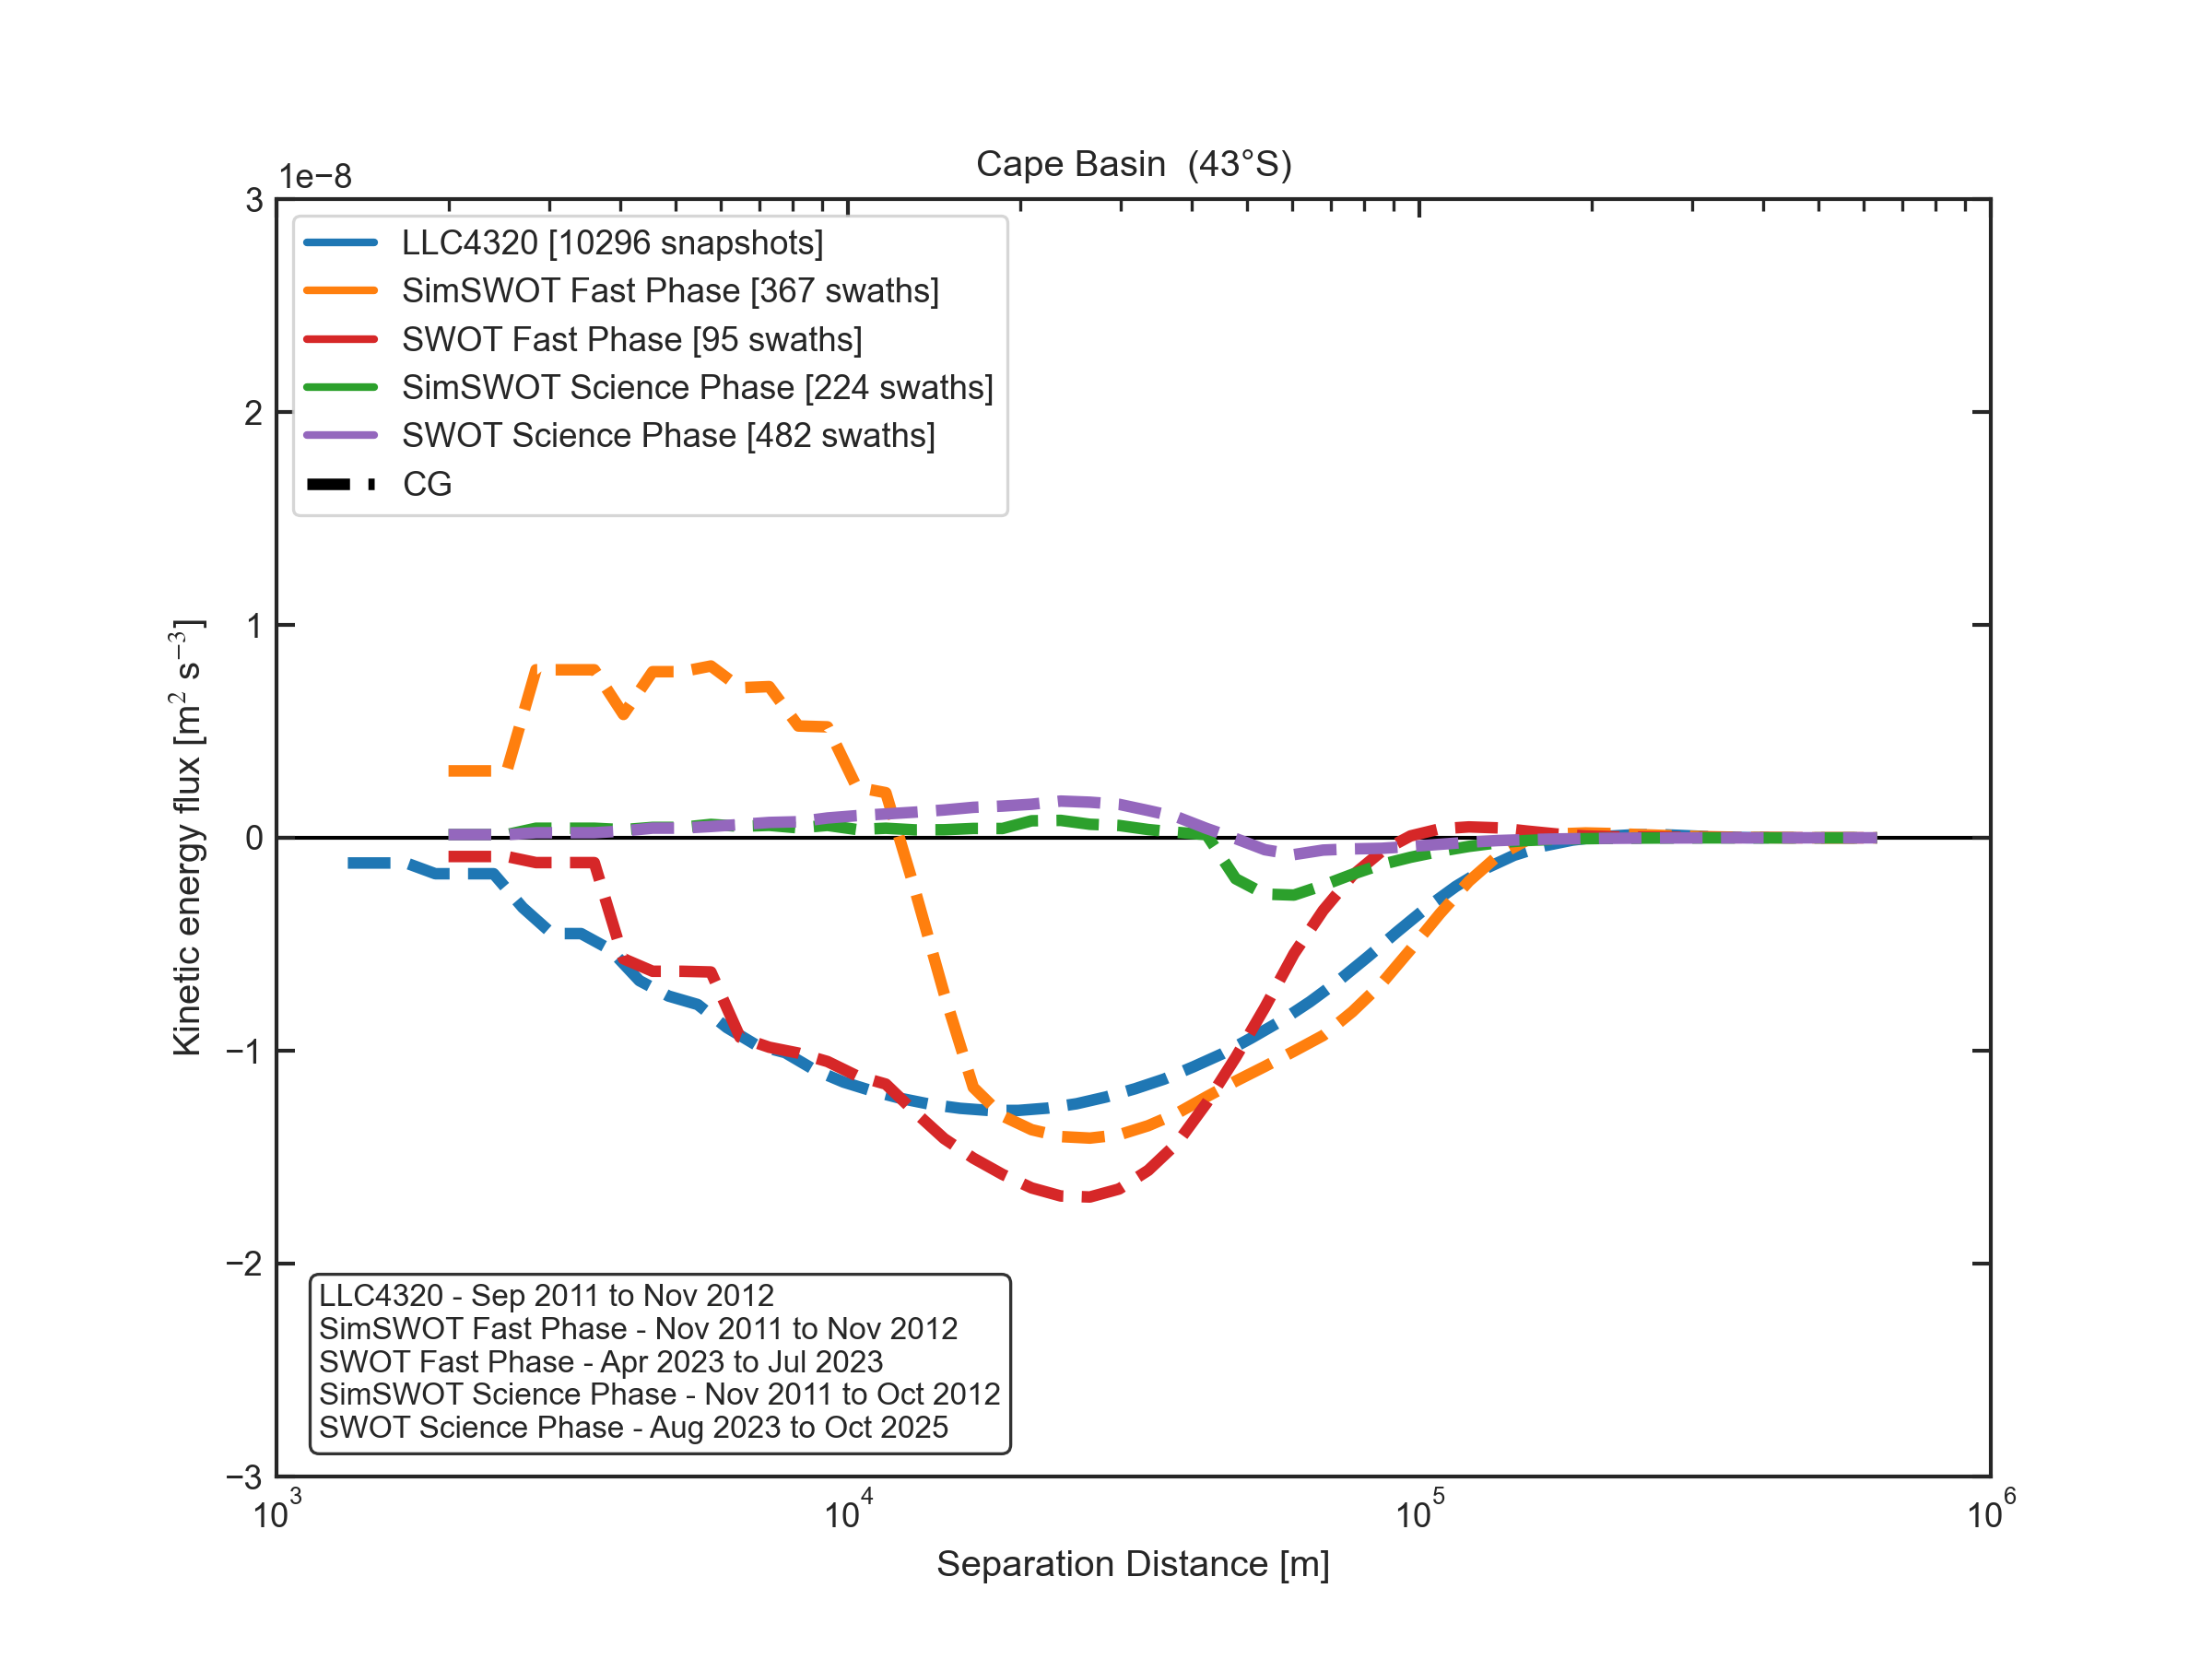 Cape Basin (43°S)
1e−8
3
2
1
0
−1
−2
−3
Kinetic energy flux [m² s⁻³]
LLC4320 [10296 snapshots]
SimSWOT Fast Phase [367 swaths]
SWOT Fast Phase [95 swaths]
SimSWOT Science Phase [224 swaths]
SWOT Science Phase [482 swaths]
CG
LLC4320 - Sep 2011 to Nov 2012
SimSWOT Fast Phase - Nov 2011 to Nov 2012
SWOT Fast Phase - Apr 2023 to Jul 2023
SimSWOT Science Phase - Nov 2011 to Oct 2012
SWOT Science Phase - Aug 2023 to Oct 2025
10³ 10⁴ 10⁵ 10⁶
Separation Distance [m]